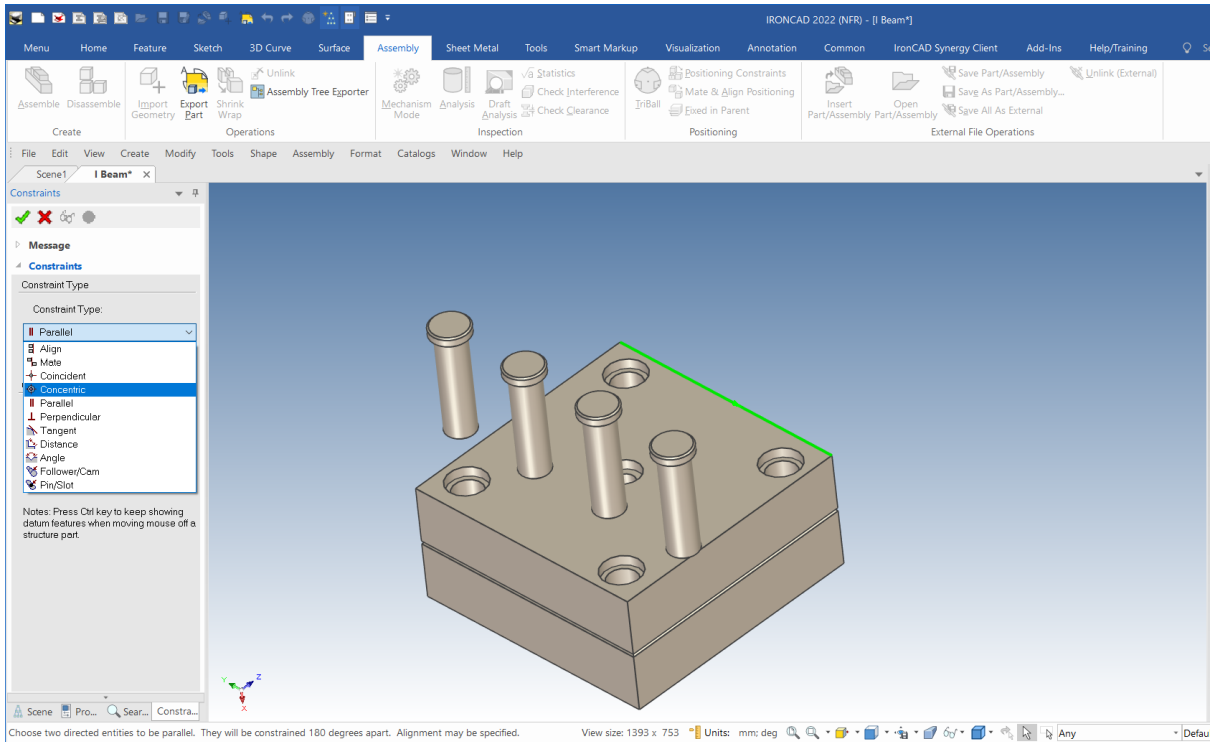 IRONCAD 2022 (NFR) - [I Beam*]
Menu Home Feature Sketch 3D Curve Surface Assembly Sheet Metal Tools Smart Markup Visualization Annotation Common IronCAD Synergy Client Add-Ins Help/Training
Assemble Disassemble Import Geometry Export Part Shrink Wrap Unlink Assembly Tree Exporter Mechanism Mode Analysis Draft Analysis Statistics Check Interference Check Clearance TriBall Positioning Constraints Mate & Align Positioning Fixed in Parent Insert Part/Assembly Open Part/Assembly Save Part/Assembly Save As Part/Assembly... Save All As External Unlink (External)
Create Operations Inspection Positioning External File Operations
File Edit View Create Modify Tools Shape Assembly Format Catalogs Window Help
Scene1 I Beam* X
Constraints
Message
Constraints
Constraint Type
Constraint Type:
Parallel
Align
Mate
Coincident
Concentric
Parallel
Perpendicular
Tangent
Distance
Angle
Follower/Cam
Pin/Slot
Notes: Press Ctrl key to keep showing
datum features when moving mouse off a
structure part.
Y Z
X
Scene Pro... Sear... Constra...
Choose two directed entities to be parallel. They will be constrained 180 degrees apart. Alignment may be specified. View size: 1393 x 753 Units: mm; deg Any Defau